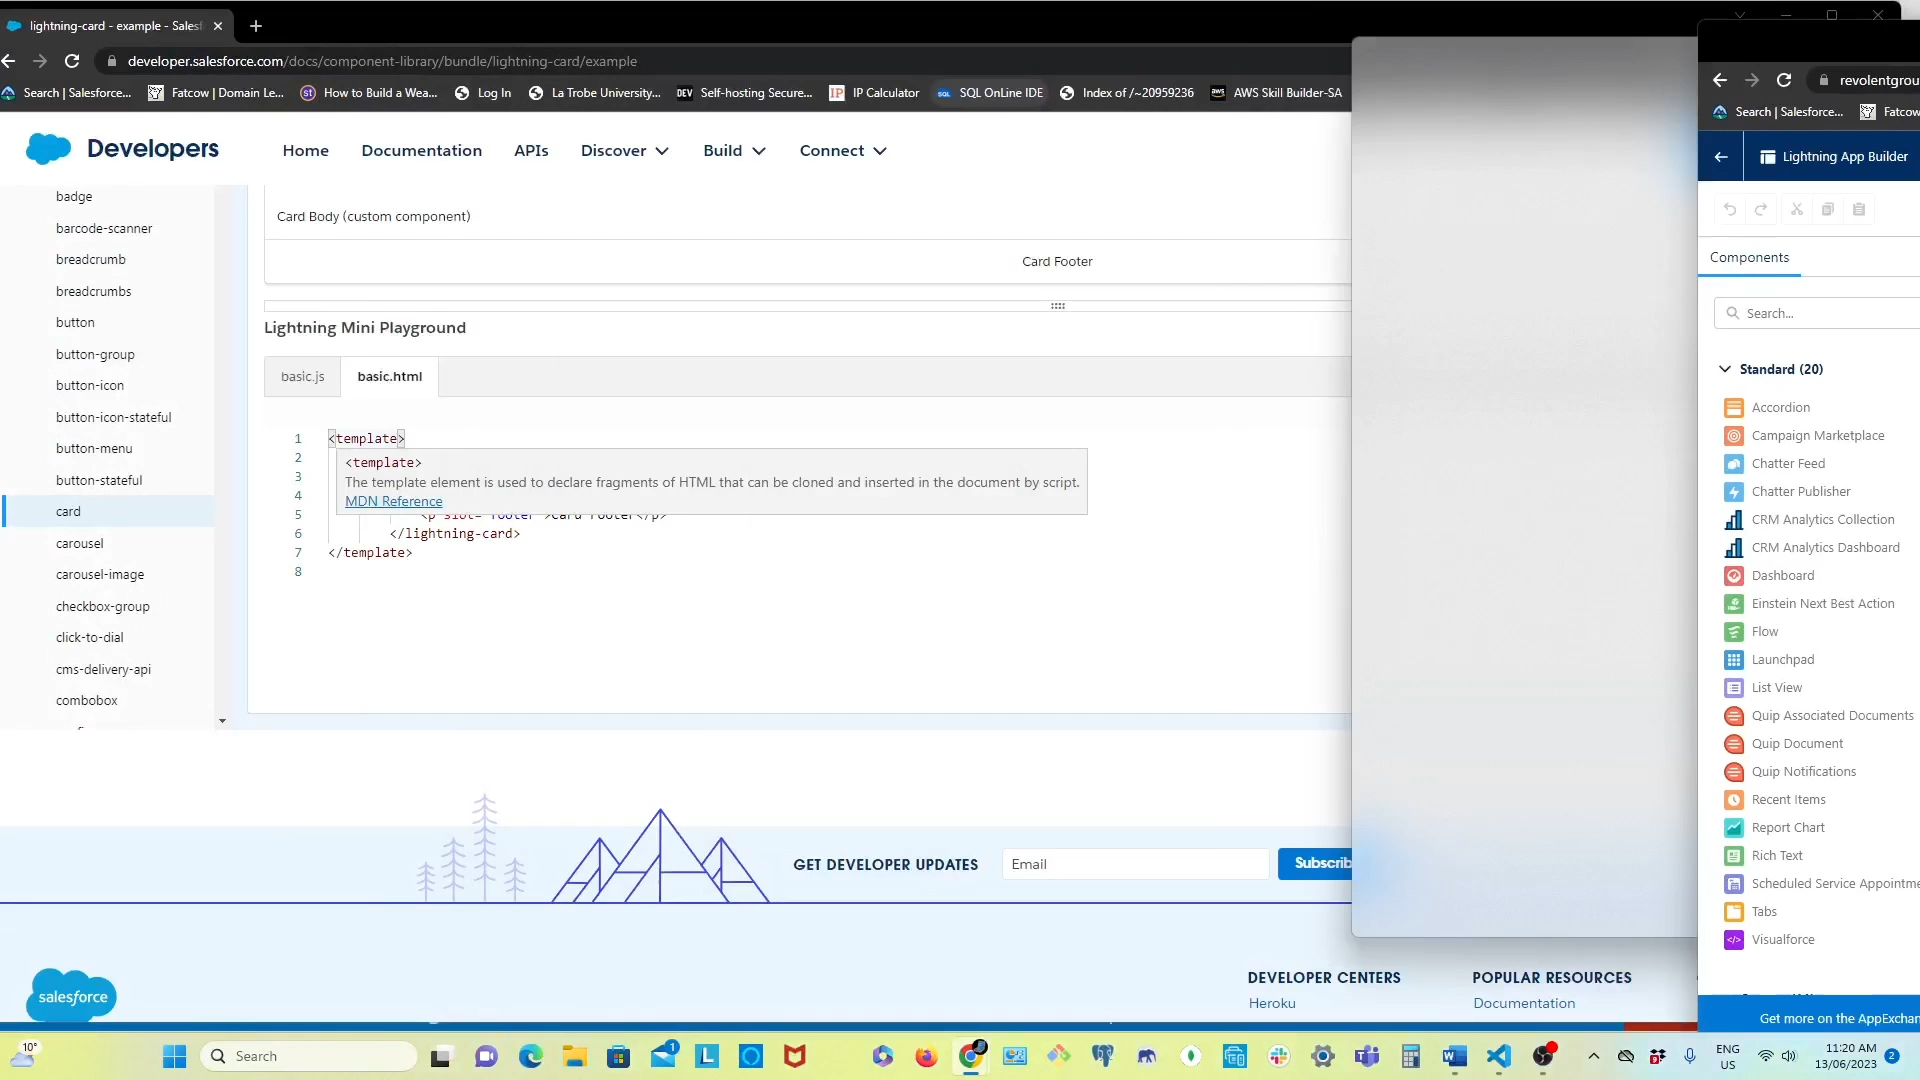 lightning-card - example - Salesf
developer.salesforce.com/docs/component-library/bundle/lightning-card/example
Search | Salesforce...
Fatcow | Domain Le...
How to Build a Wea...
Log In
La Trobe University...
Self-hosting Secure...
IP Calculator
SQL OnLine IDE
Index of /~20959236
AWS Skill Builder-SA
Developers
Home
Documentation
APIs
Discover
Build
Connect
badge
barcode-scanner
breadcrumb
breadcrumbs
button
button-group
button-icon
button-icon-stateful
button-menu
button-stateful
card
carousel
carousel-image
checkbox-group
click-to-dial
cms-delivery-api
combobox
Card Body (custom component)
Card Footer
Lightning Mini Playground
basic.js
basic.html
1 <template>
2
3
4
5
6 </lightning-card>
7 </template>
8
<template>
The template element is used to declare fragments of HTML that can be cloned and inserted in the document by script.
MDN Reference
GET DEVELOPER UPDATES
Email
Subscrib
salesforce
DEVELOPER CENTERS
Heroku
POPULAR RESOURCES
Documentation
revolentgrou
Search | Salesforce...
Fatcow
Lightning App Builder
Components
Search...
Standard (20)
Accordion
Campaign Marketplace
Chatter Feed
Chatter Publisher
CRM Analytics Collection
CRM Analytics Dashboard
Dashboard
Einstein Next Best Action
Flow
Launchpad
List View
Quip Associated Documents
Quip Document
Quip Notifications
Recent Items
Report Chart
Rich Text
Scheduled Service Appointme
Tabs
Visualforce
Get more on the AppExchan
10°
Search
ENG
US
11:20 AM
13/06/2023
2